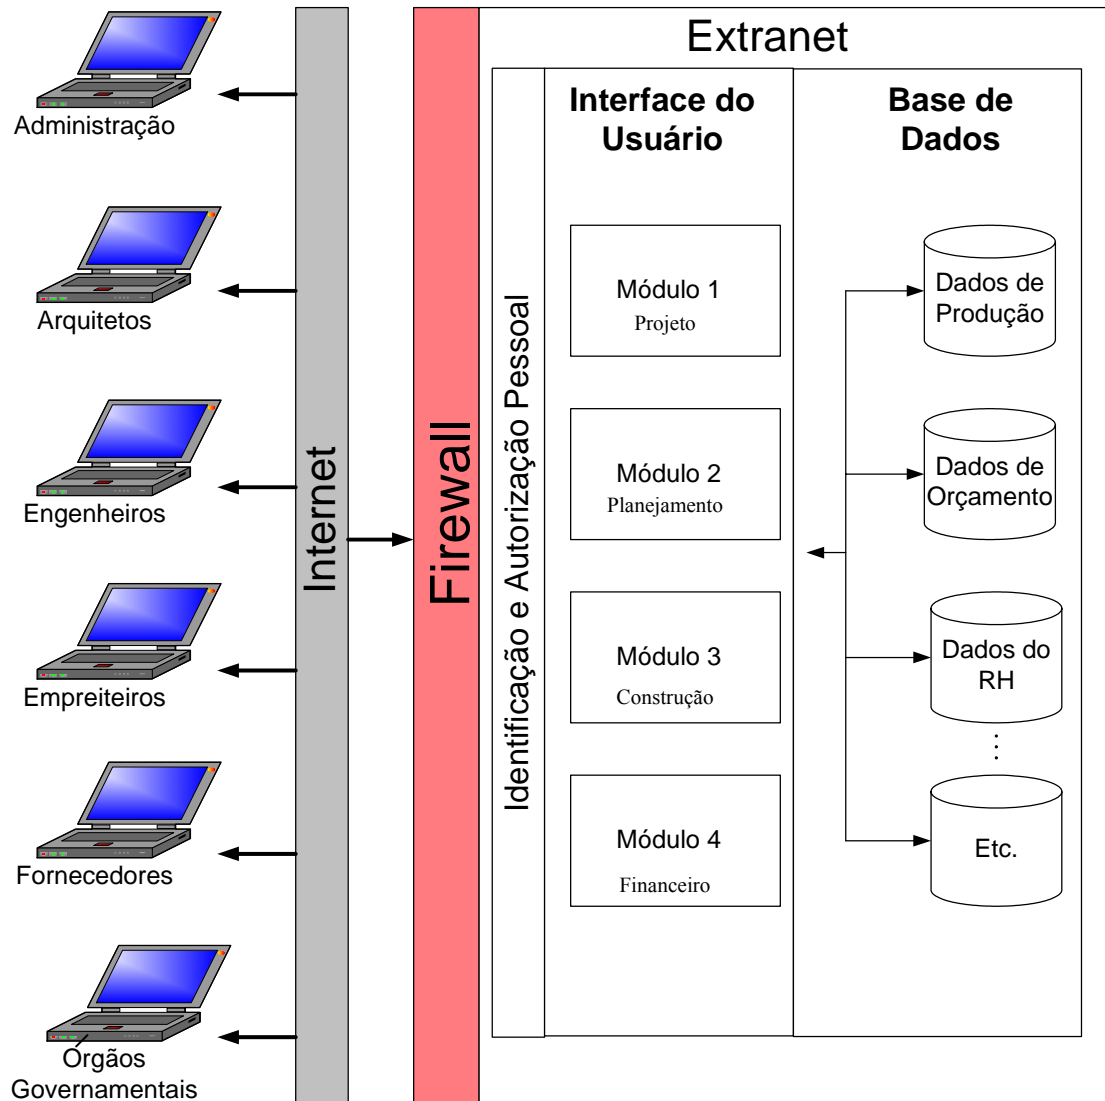 Administração
Arquitetos
Engenheiros
Empreiteiros
Fornecedores
Órgãos
Governamentais
Internet
Firewall
Extranet
Identificação e Autorização Pessoal
Interface do
Usuário
Módulo 1
Projeto
Módulo 2
Planejamento
Módulo 3
Construção
Módulo 4
Financeiro
Base de
Dados
Dados de
Produção
Dados de
Orçamento
Dados do
RH
...
Etc.